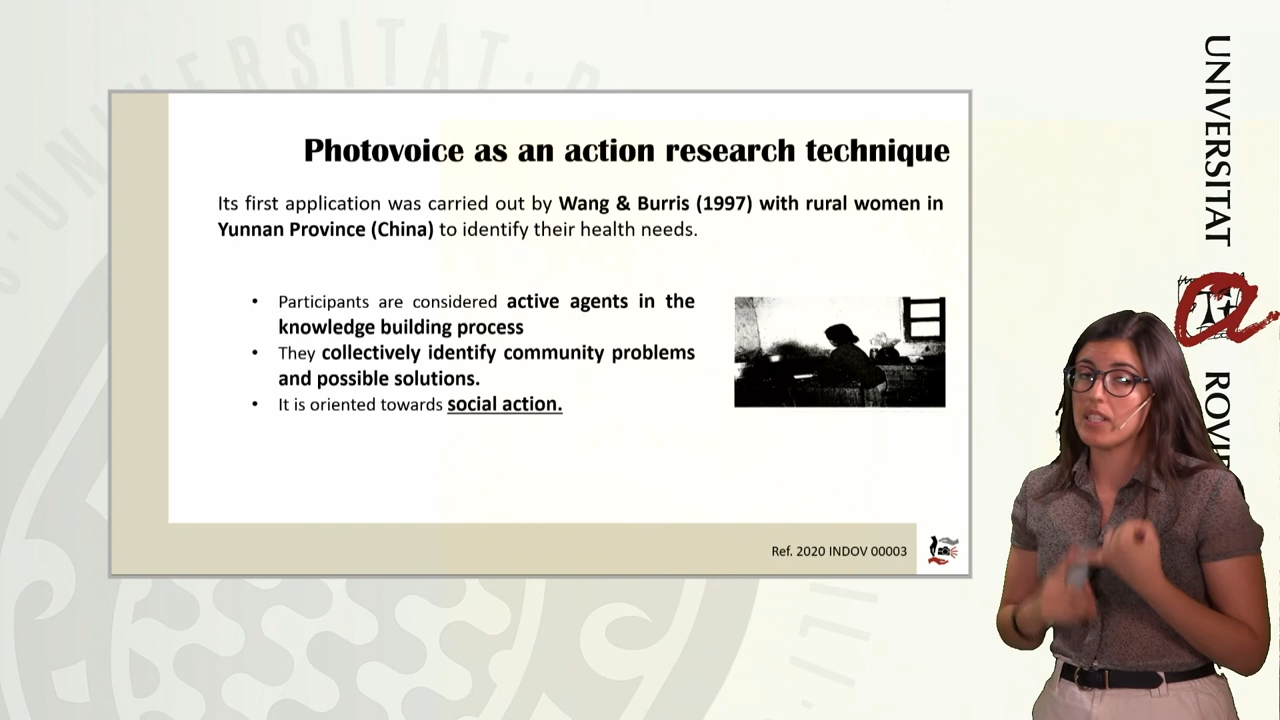 Photovoice as an action research technique
Its first application was carried out by Wang & Burris (1997) with rural women in
Yunnan Province (China) to identify their health needs.
• Participants are considered active agents in the
knowledge building process
• They collectively identify community problems
and possible solutions.
• It is oriented towards social action.
Ref. 2020 INDOV 00003
UNIVERSITAT
ROVI
UNIVERSITAT